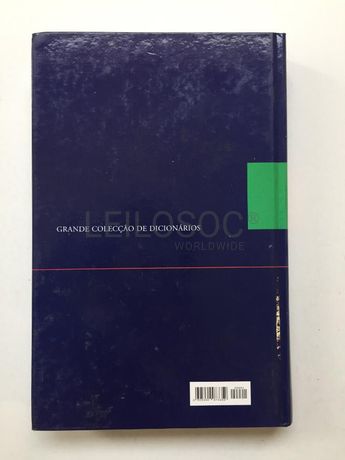 LEILOSOC®
GRANDE COLECÇÃO DE DICIONÁRIOS
WORLDWIDE